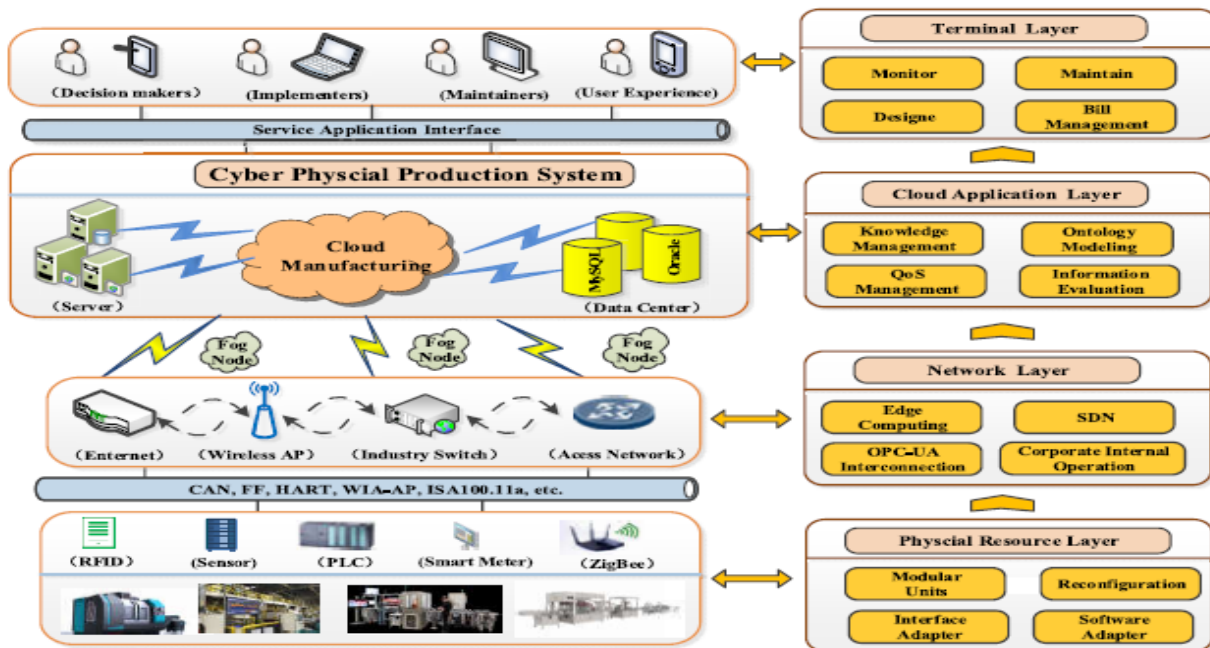 (Decision makers)
(Implementers)
(Maintainers)
(User Experience)
Service Application Interface
Cyber Physcial Production System
Cloud
Manufacturing
MySQL
Oracle
(Server)
(Data Center)
Fog
Node
Fog
Node
Fog
Node
(Enternet)
(Wireless AP)
(Industry Switch)
(Acess Network)
CAN, FF, HART, WIA-AP, ISA100.11a, etc.
(RFID)
(Sensor)
(PLC)
(Smart Meter)
(ZigBee)
Terminal Layer
Monitor
Maintain
Designe
Bill
Management
Cloud Application Layer
Knowledge
Management
Ontology
Modeling
QoS
Management
Information
Evaluation
Network Layer
Edge
Computing
SDN
OPC-UA
Interconnection
Corporate Internal
Operation
Physcial Resource Layer
Modular
Units
Reconfiguration
Interface
Adapter
Software
Adapter